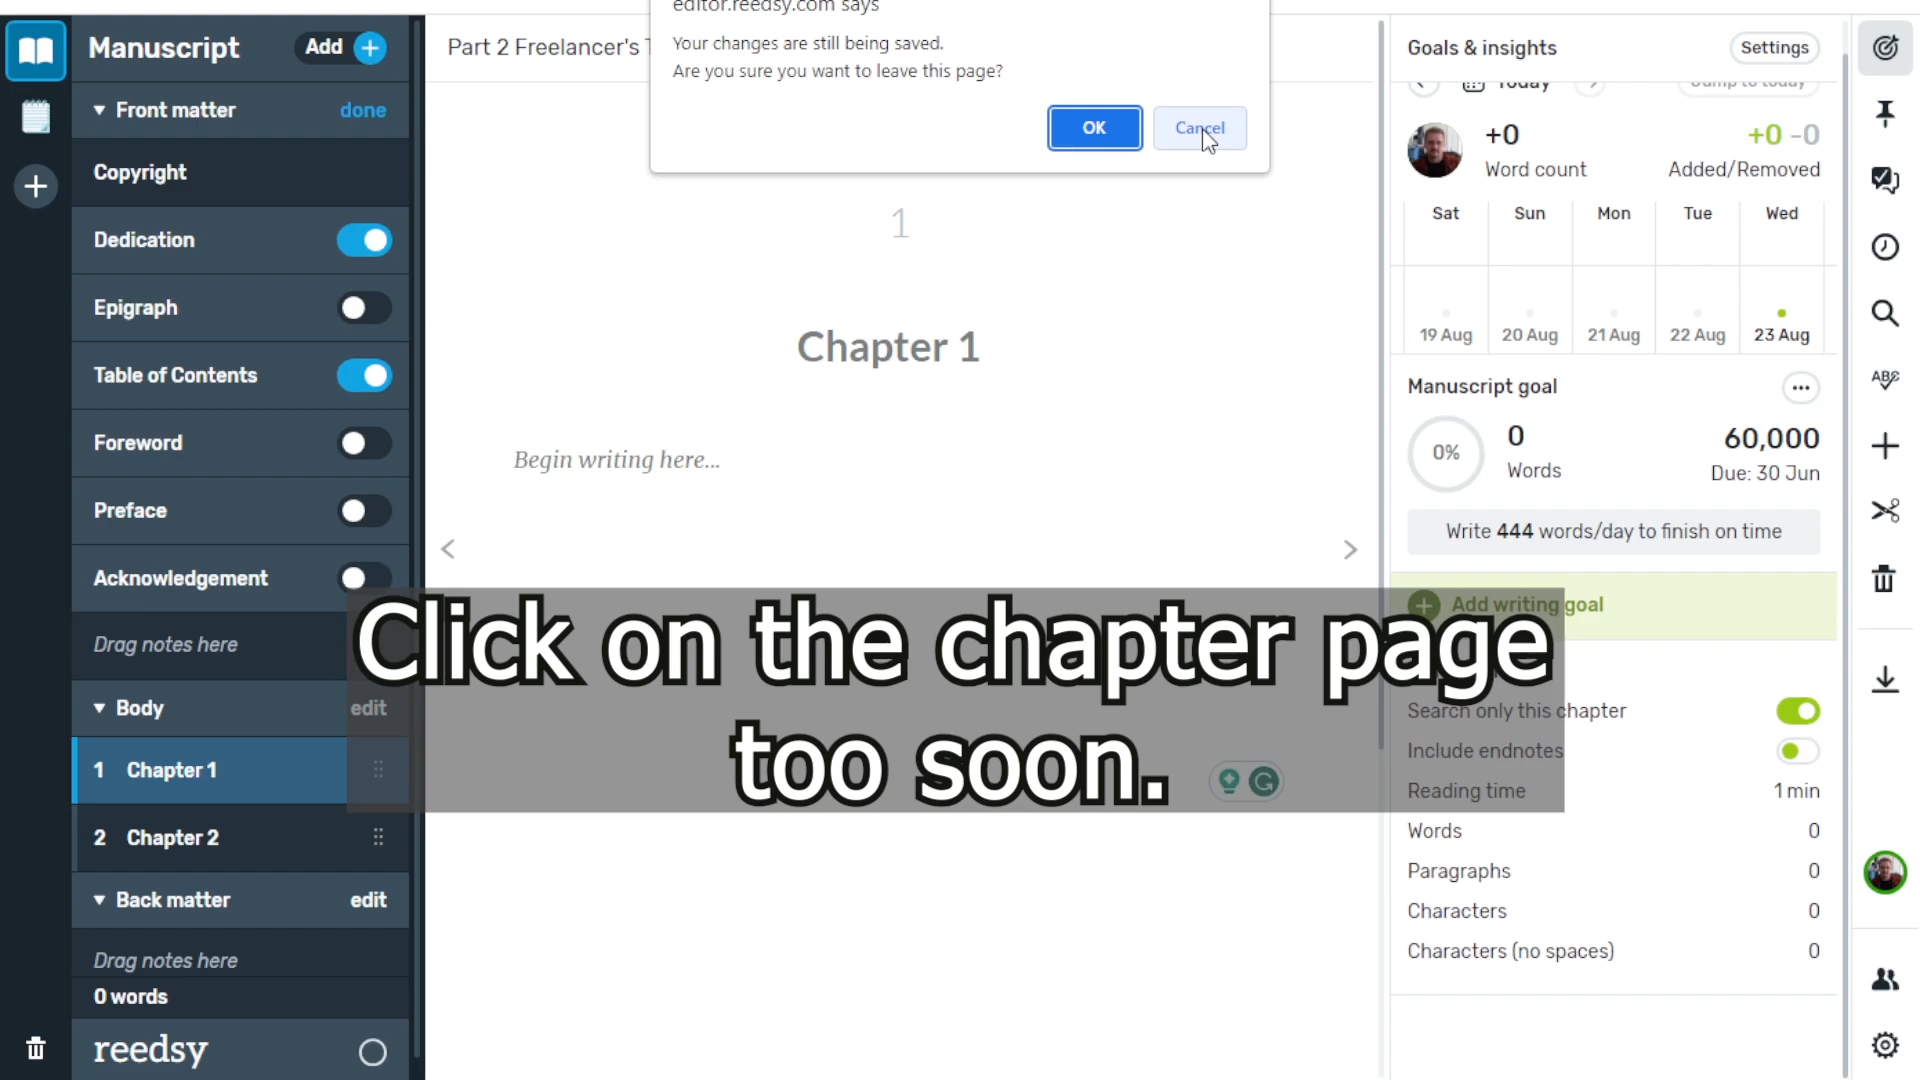 editor.reedsy.com says
Your changes are still being saved.
Are you sure you want to leave this page?
OK
Cancel
Manuscript
Add
Front matter
done
Copyright
Dedication
Epigraph
Table of Contents
Foreword
Preface
Acknowledgement
Drag notes here
Body
edit
1 Chapter 1
2 Chapter 2
Back matter
edit
Drag notes here
0 words
reedsy
Part 2 Freelancer's
1
Chapter 1
Begin writing here...
Click on the chapter page
too soon.
Goals & insights
Settings
Today
Jump to today
+0
+0 -0
Word count
Added/Removed
Sat Sun Mon Tue Wed
19 Aug 20 Aug 21 Aug 22 Aug 23 Aug
Manuscript goal
0%
0
60,000
Words
Due: 30 Jun
Write 444 words/day to finish on time
Add writing goal
Search only this chapter
Include endnotes
Reading time 1 min
Words 0
Paragraphs 0
Characters 0
Characters (no spaces) 0
ABC